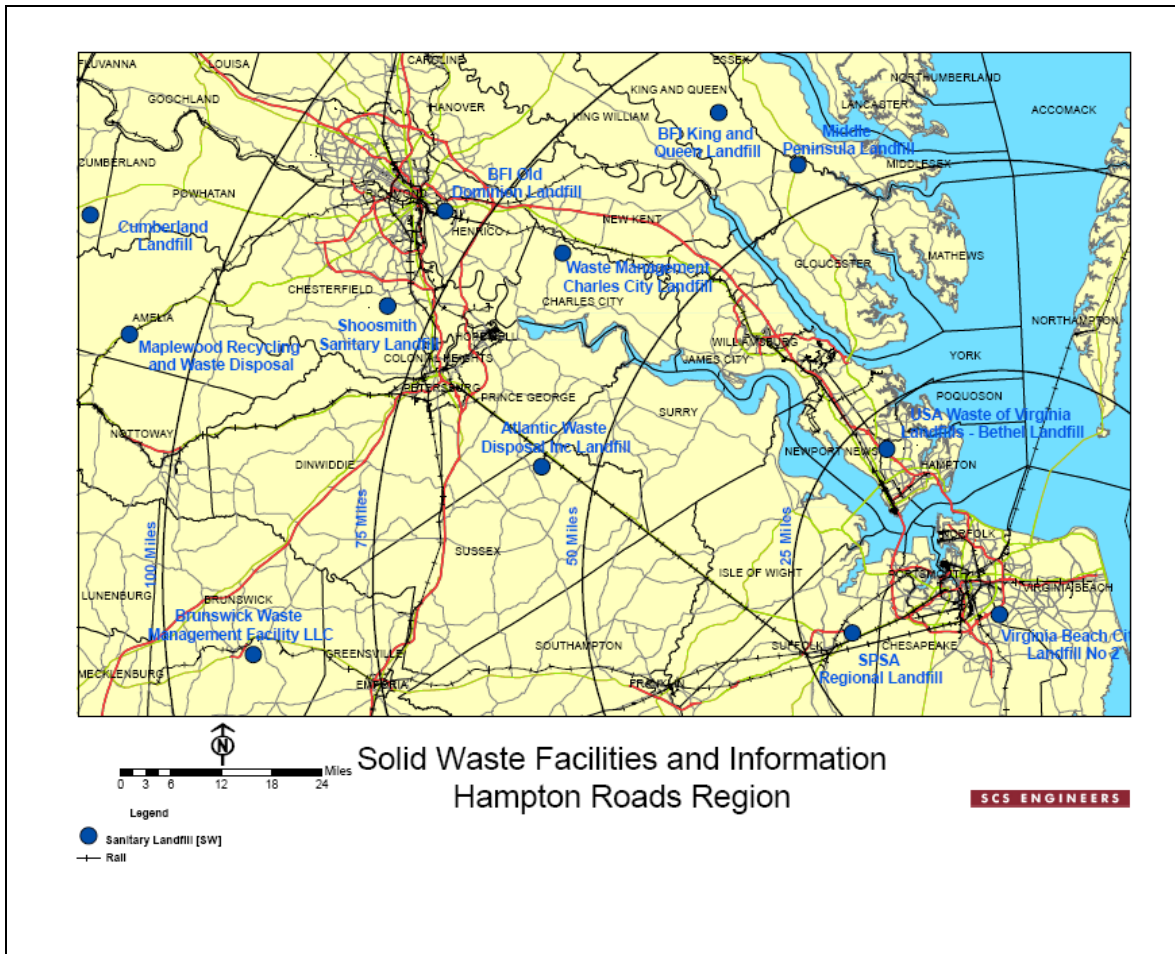 FLUVANNA
LOUISA
CAROLINE
ESSEX
NORTHUMBERLAND
GOOCHLAND
HANOVER
KING AND QUEEN
LANCASTER
ACCOMACK
KING WILLIAM
BFI King and
Queen Landfill
Middle
Peninsula Landfill
MIDDLESEX
CUMBERLAND
POWHATAN
RICHMOND
BFI Old
Dominion Landfill
HENRICO
NEW KENT
Cumberland
Landfill
MATHEWS
GLOUCESTER
Waste Management
Charles City Landfill
CHESTERFIELD
CHARLES CITY
AMELIA
Shoosmith
Sanitary Landfill
HOPEWELL
NORTHAMPTON
Maplewood Recycling
and Waste Disposal
COLONIAL HEIGHTS
WILLIAMSBURG
JAMES CITY
YORK
PETERSBURG
PRINCE GEORGE
POQUOSON
SURRY
USA Waste of Virginia
Landfills - Bethel Landfill
NOTTOWAY
Atlantic Waste
Disposal Inc Landfill
NEWPORT NEWS
HAMPTON
DINWIDDIE
100 Miles
75 Miles
50 Miles
25 Miles
SUSSEX
NORFOLK
ISLE OF WIGHT
PORTSMOUTH
VIRGINIA BEACH
LUNENBURG
BRUNSWICK
Brunswick Waste
Management Facility LLC
GREENSVILLE
SOUTHAMPTON
SUFFOLK
CHESAPEAKE
Virginia Beach Ci
Landfill No 2
SPSA
Regional Landfill
MECKLENBURG
EMPORIA
FRANKLIN
N
Miles
0 3 6 12 18 24
Solid Waste Facilities and Information
Hampton Roads Region
SCS ENGINEERS
Legend
Sanitary Landfill [SW]
Rail